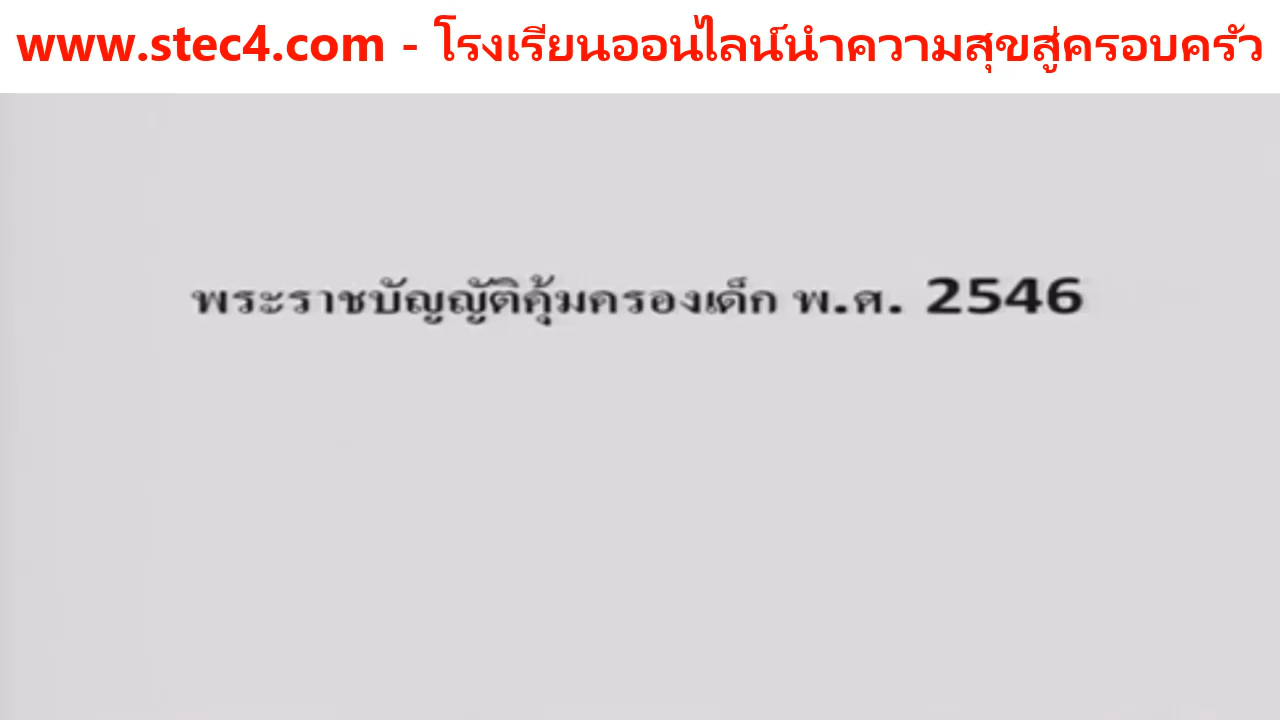 www.stec4.com - โรงเรียนออนไลน์นำความสุขสู่ครอบครัว
พระราชบัญญัติคุ้มครองเด็ก พ.ศ. 2546